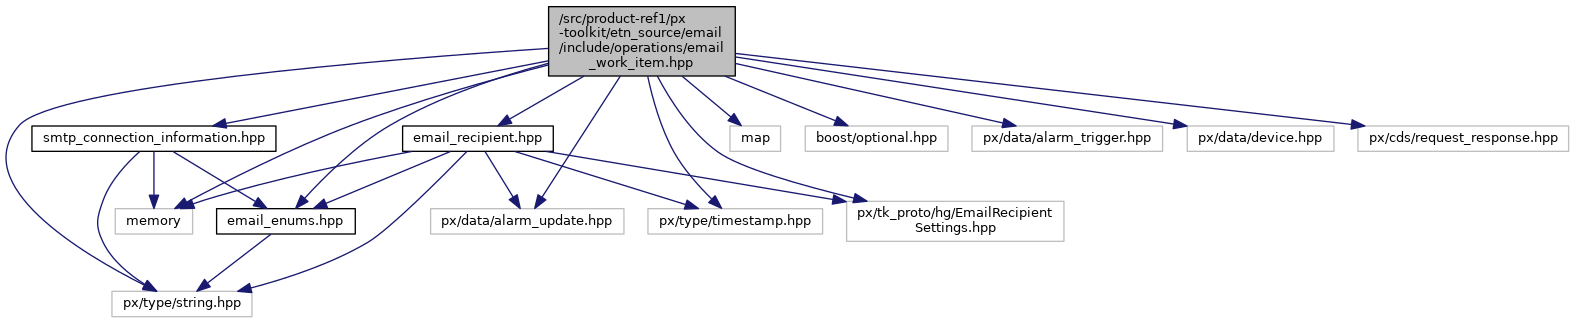 /src/product-ref1/px
-toolkit/etn_source/email
/include/operations/email
_work_item.hpp
smtp_connection_information.hpp
email_recipient.hpp
map
boost/optional.hpp
px/data/alarm_trigger.hpp
px/data/device.hpp
px/cds/request_response.hpp
memory
email_enums.hpp
px/data/alarm_update.hpp
px/type/timestamp.hpp
px/tk_proto/hg/EmailRecipient
Settings.hpp
px/type/string.hpp